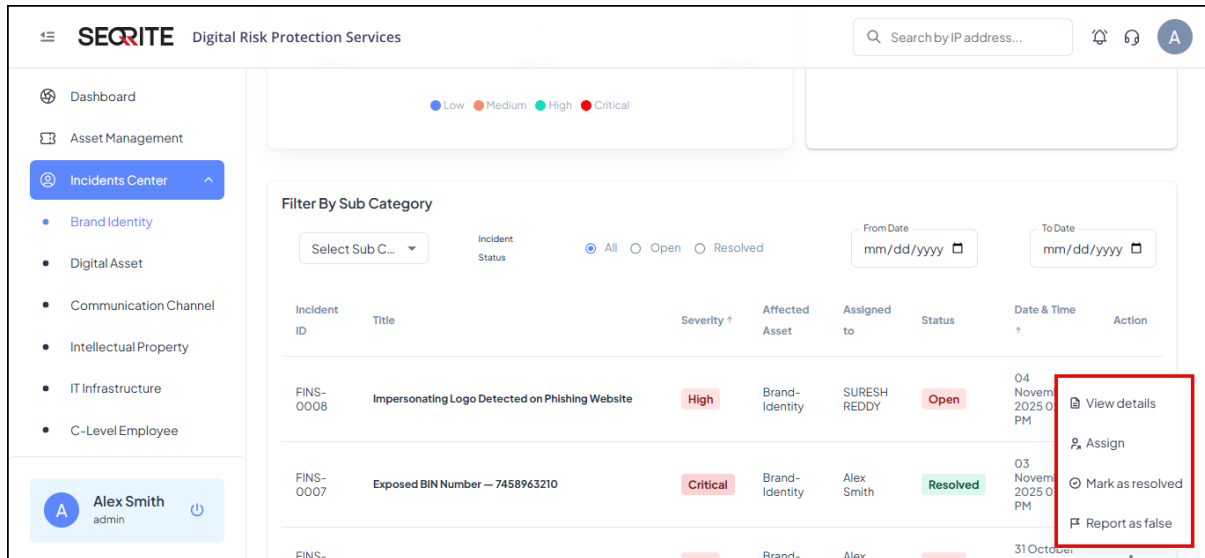 SEQRITE Digital Risk Protection Services
Search by IP address...
A
Dashboard
Asset Management
Incidents Center
Brand Identity
Digital Asset
Communication Channel
Intellectual Property
IT Infrastructure
C-Level Employee
A
Alex Smith
admin
Low Medium High Critical
Filter By Sub Category
Select Sub C...
Incident
Status
All Open Resolved
From Date
mm/dd/yyyy
To Date
mm/dd/yyyy
Incident
ID
Title
Severity ↑
Affected
Asset
Assigned
to
Status
Date & Time
↑
Action
FINS-
0008
Impersonating Logo Detected on Phishing Website
High
Brand-
Identity
SURESH
REDDY
Open
04
Novem
2025 0
PM
FINS-
0007
Exposed BIN Number — 7458963210
Critical
Brand-
Identity
Alex
Smith
Resolved
03
Novem
2025 0
PM
FINS-
Brand-
Alex
31 October
View details
Assign
Mark as resolved
Report as false